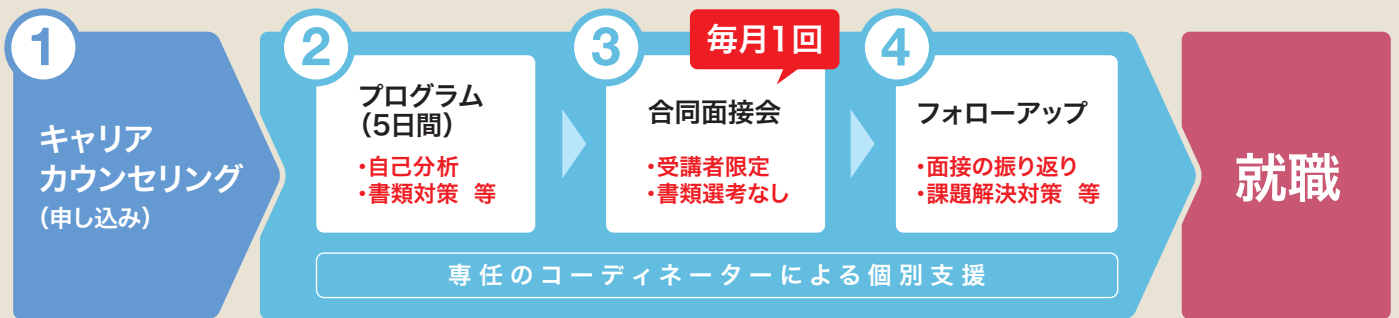 1
キャリア
カウンセリング
(申し込み)
2
プログラム
(5日間)
・自己分析
・書類対策 等
3
毎月1回
合同面接会
・受講者限定
・書類選考なし
4
フォローアップ
・面接の振り返り
・課題解決対策 等
専任のコーディネーターによる個別支援
就職